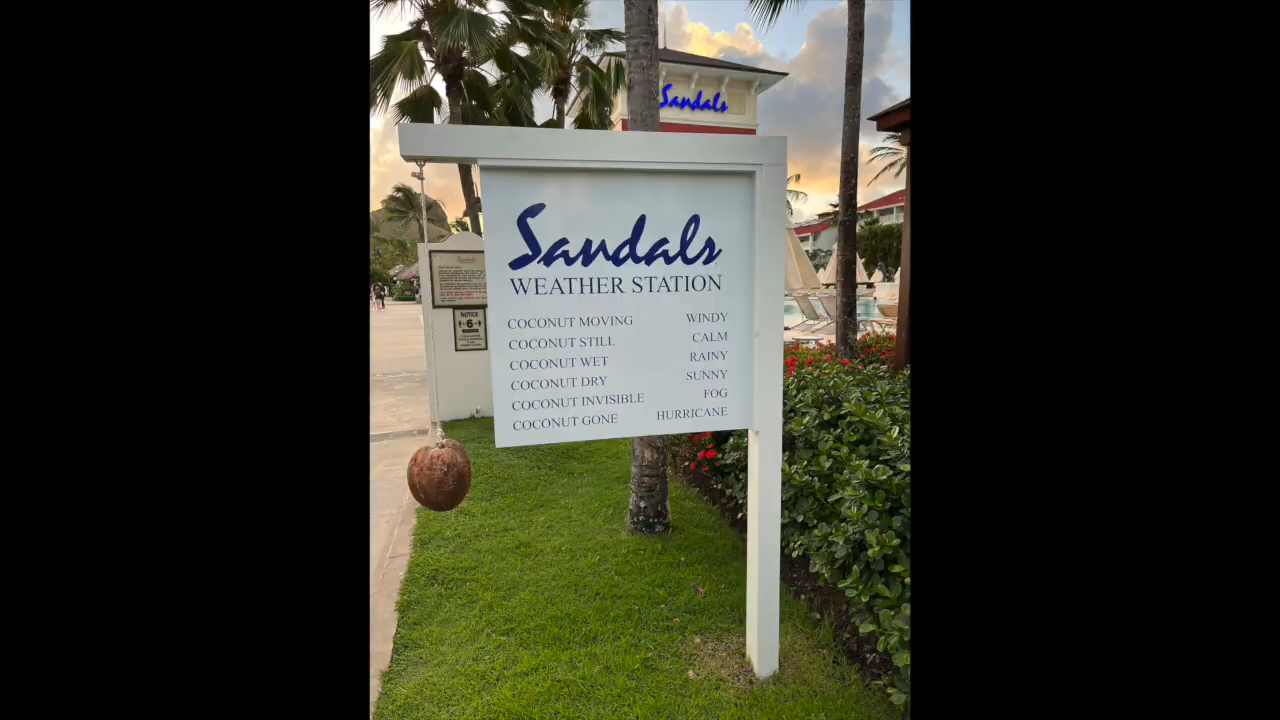 Sandals
Sandals
WEATHER STATION
COCONUT MOVING WINDY
COCONUT STILL CALM
COCONUT WET RAINY
COCONUT DRY SUNNY
COCONUT INVISIBLE FOG
COCONUT GONE HURRICANE
NOTICE
6